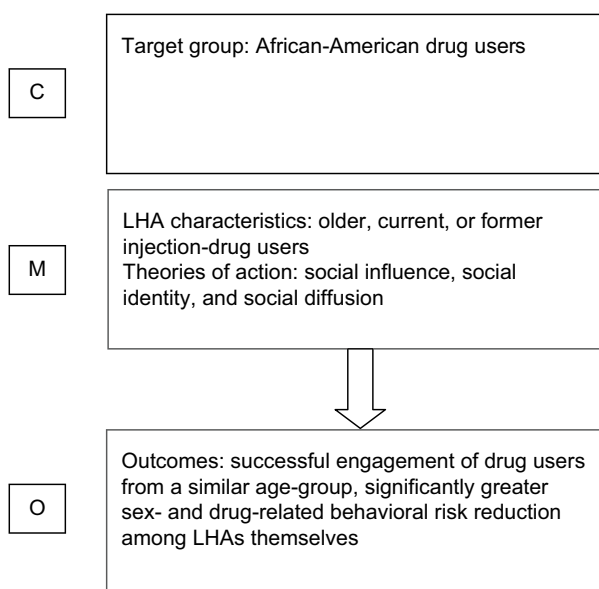 C
Target group: African-American drug users
M
LHA characteristics: older, current, or former
injection-drug users
Theories of action: social influence, social
identity, and social diffusion
O
Outcomes: successful engagement of drug users
from a similar age-group, significantly greater
sex- and drug-related behavioral risk reduction
among LHAs themselves